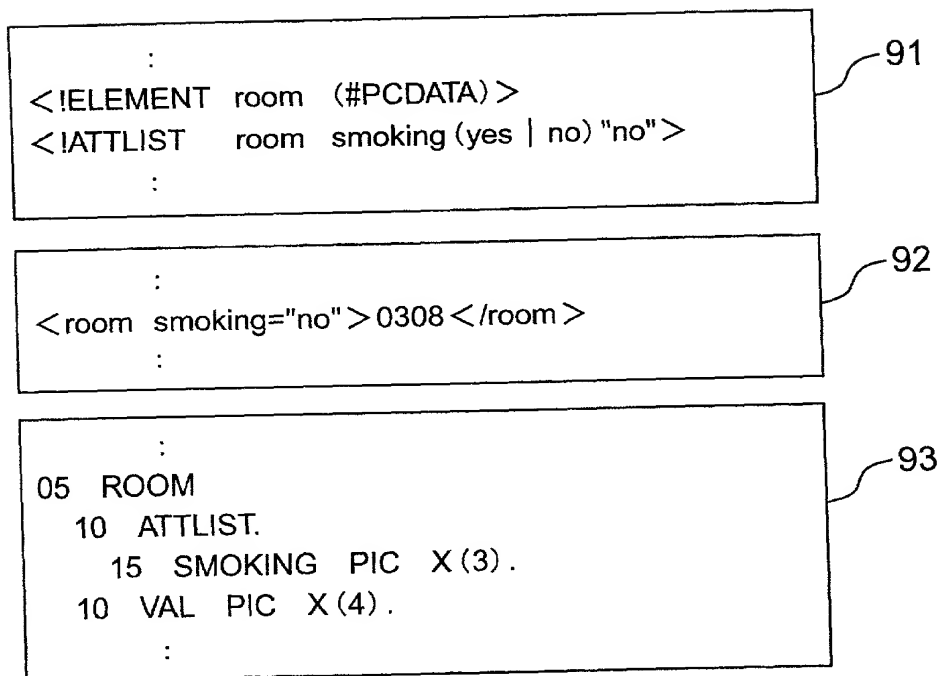 :
<!ELEMENT room (#PCDATA)>
<!ATTLIST room smoking (yes | no) "no">
:
91
:
<room smoking="no">0308</room>
:
92
:
05 ROOM
10 ATTLIST.
15 SMOKING PIC X(3).
10 VAL PIC X(4).
:
93